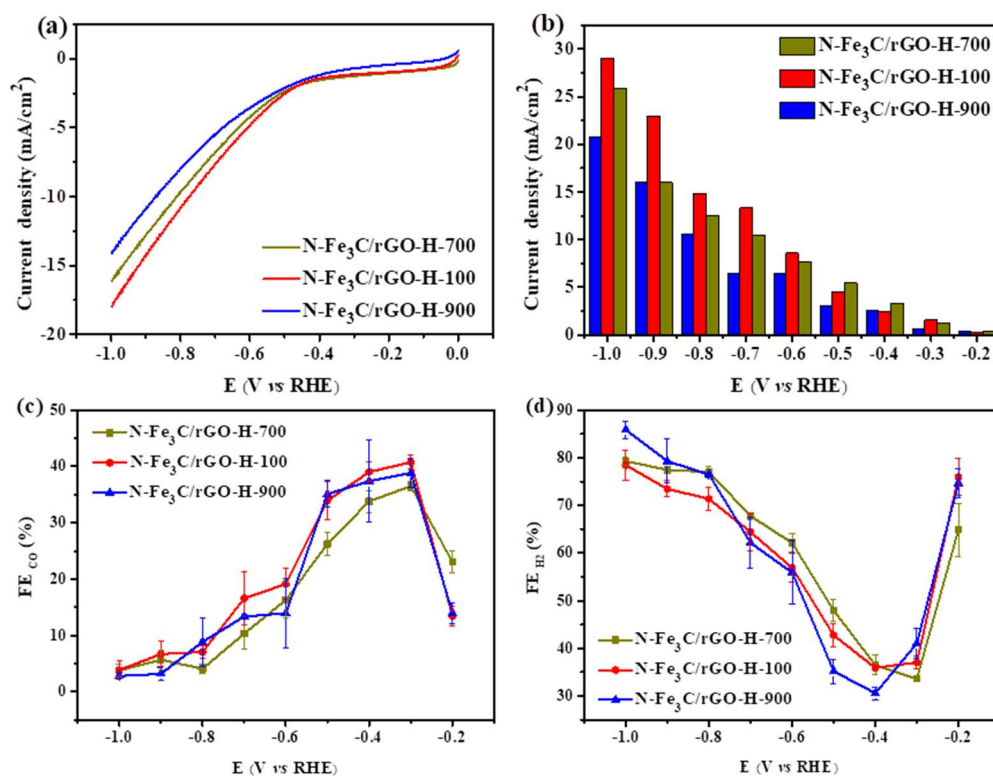 (a)
Current density (mA/cm²)
0
-5
-10
-15
-20
N-Fe₃C/rGO-H-700
N-Fe₃C/rGO-H-100
N-Fe₃C/rGO-H-900
-1.0 -0.8 -0.6 -0.4 -0.2 0.0
E (V vs RHE)
(b)
Current density (mA/cm²)
30
25
20
15
10
5
0
N-Fe₃C/rGO-H-700
N-Fe₃C/rGO-H-100
N-Fe₃C/rGO-H-900
-1.0 -0.9 -0.8 -0.7 -0.6 -0.5 -0.4 -0.3 -0.2
E (V vs RHE)
(c)
FE CO (%)
50
40
30
20
10
0
N-Fe₃C/rGO-H-700
N-Fe₃C/rGO-H-100
N-Fe₃C/rGO-H-900
-1.0 -0.8 -0.6 -0.4 -0.2
E (V vs RHE)
(d)
FE H2 (%)
90
80
70
60
50
40
30
N-Fe₃C/rGO-H-700
N-Fe₃C/rGO-H-100
N-Fe₃C/rGO-H-900
-1.0 -0.8 -0.6 -0.4 -0.2
E (V vs RHE)